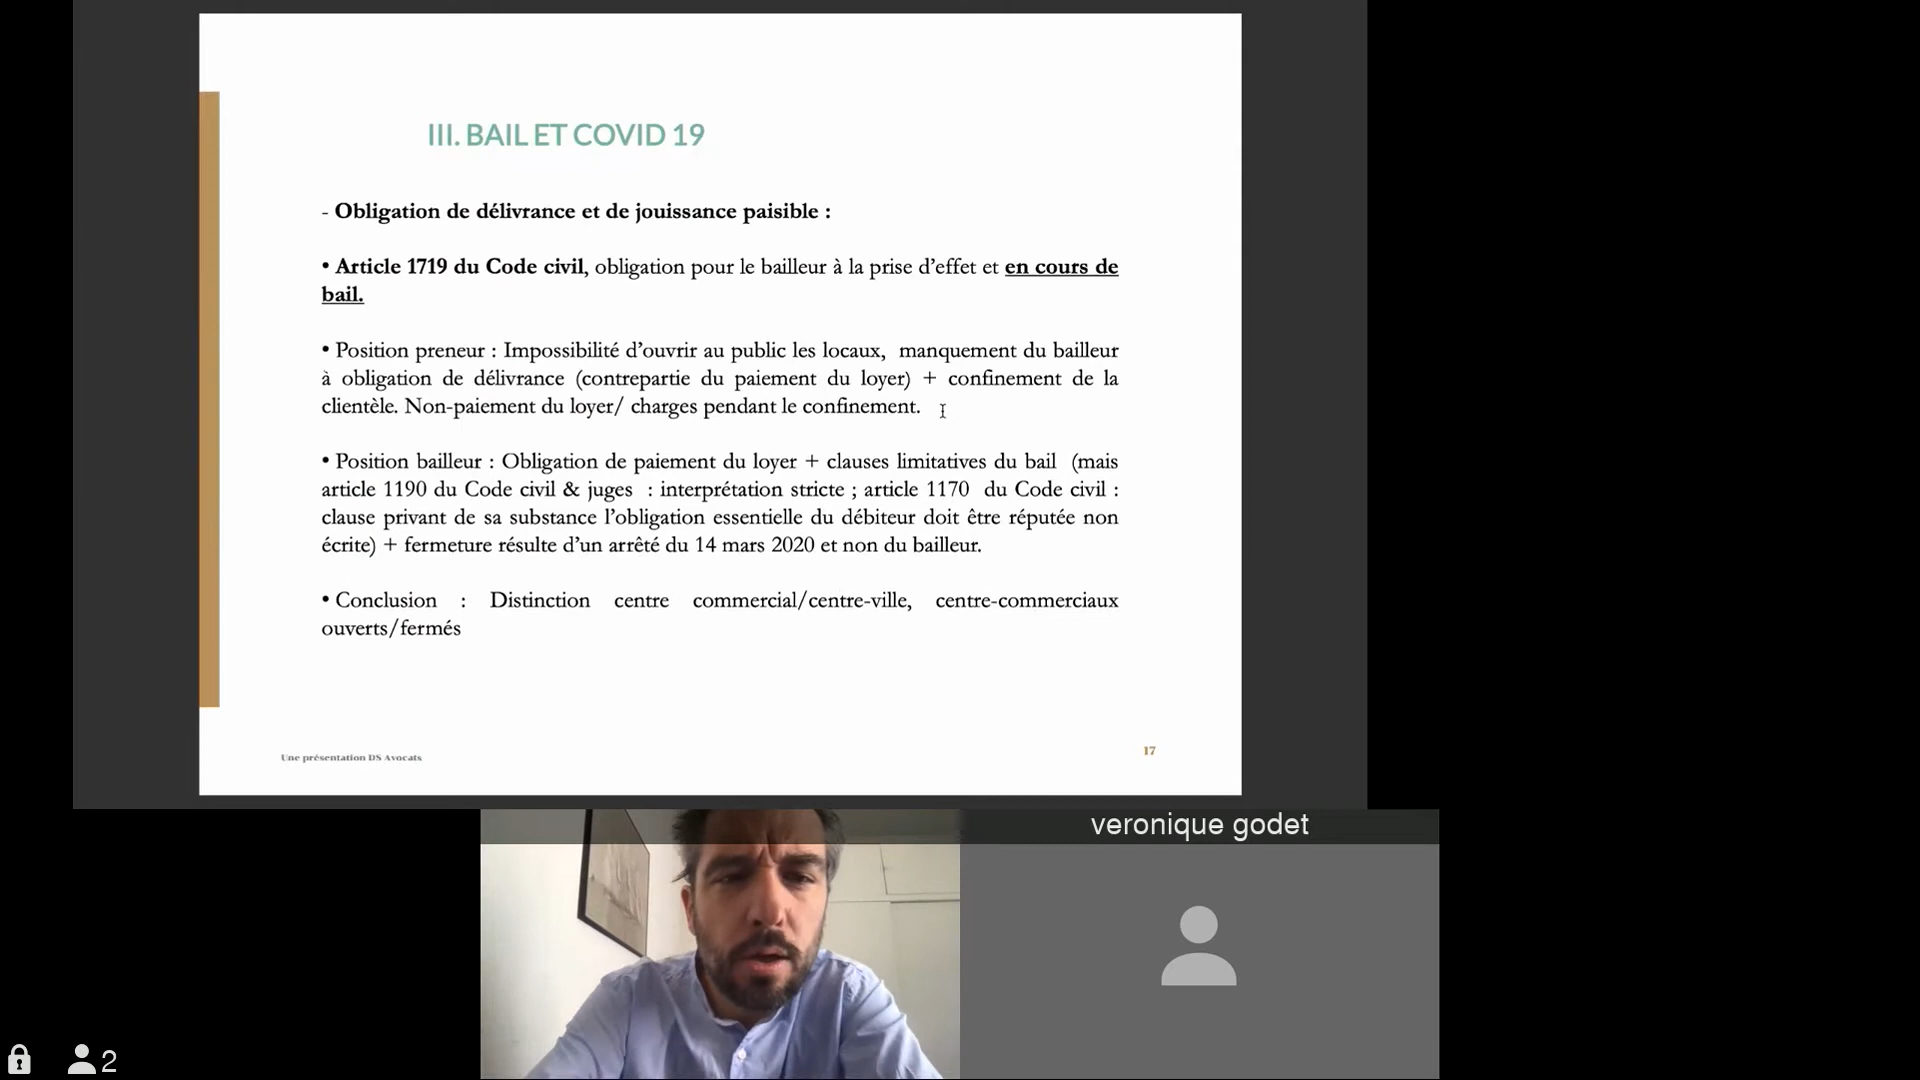 III. BAIL ET COVID 19
- Obligation de délivrance et de jouissance paisible :
• Article 1719 du Code civil, obligation pour le bailleur à la prise d’effet et en cours de
bail.
• Position preneur : Impossibilité d’ouvrir au public les locaux, manquement du bailleur
à obligation de délivrance (contrepartie du paiement du loyer) + confinement de la
clientèle. Non-paiement du loyer/ charges pendant le confinement.
• Position bailleur : Obligation de paiement du loyer + clauses limitatives du bail (mais
article 1190 du Code civil & juges : interprétation stricte ; article 1170 du Code civil :
clause privant de sa substance l’obligation essentielle du débiteur doit être réputée non
écrite) + fermeture résulte d’un arrêté du 14 mars 2020 et non du bailleur.
• Conclusion : Distinction centre commercial/centre-ville, centre-commerciaux
ouverts/fermés
Une présentation DS Avocats
17
veronique godet
2